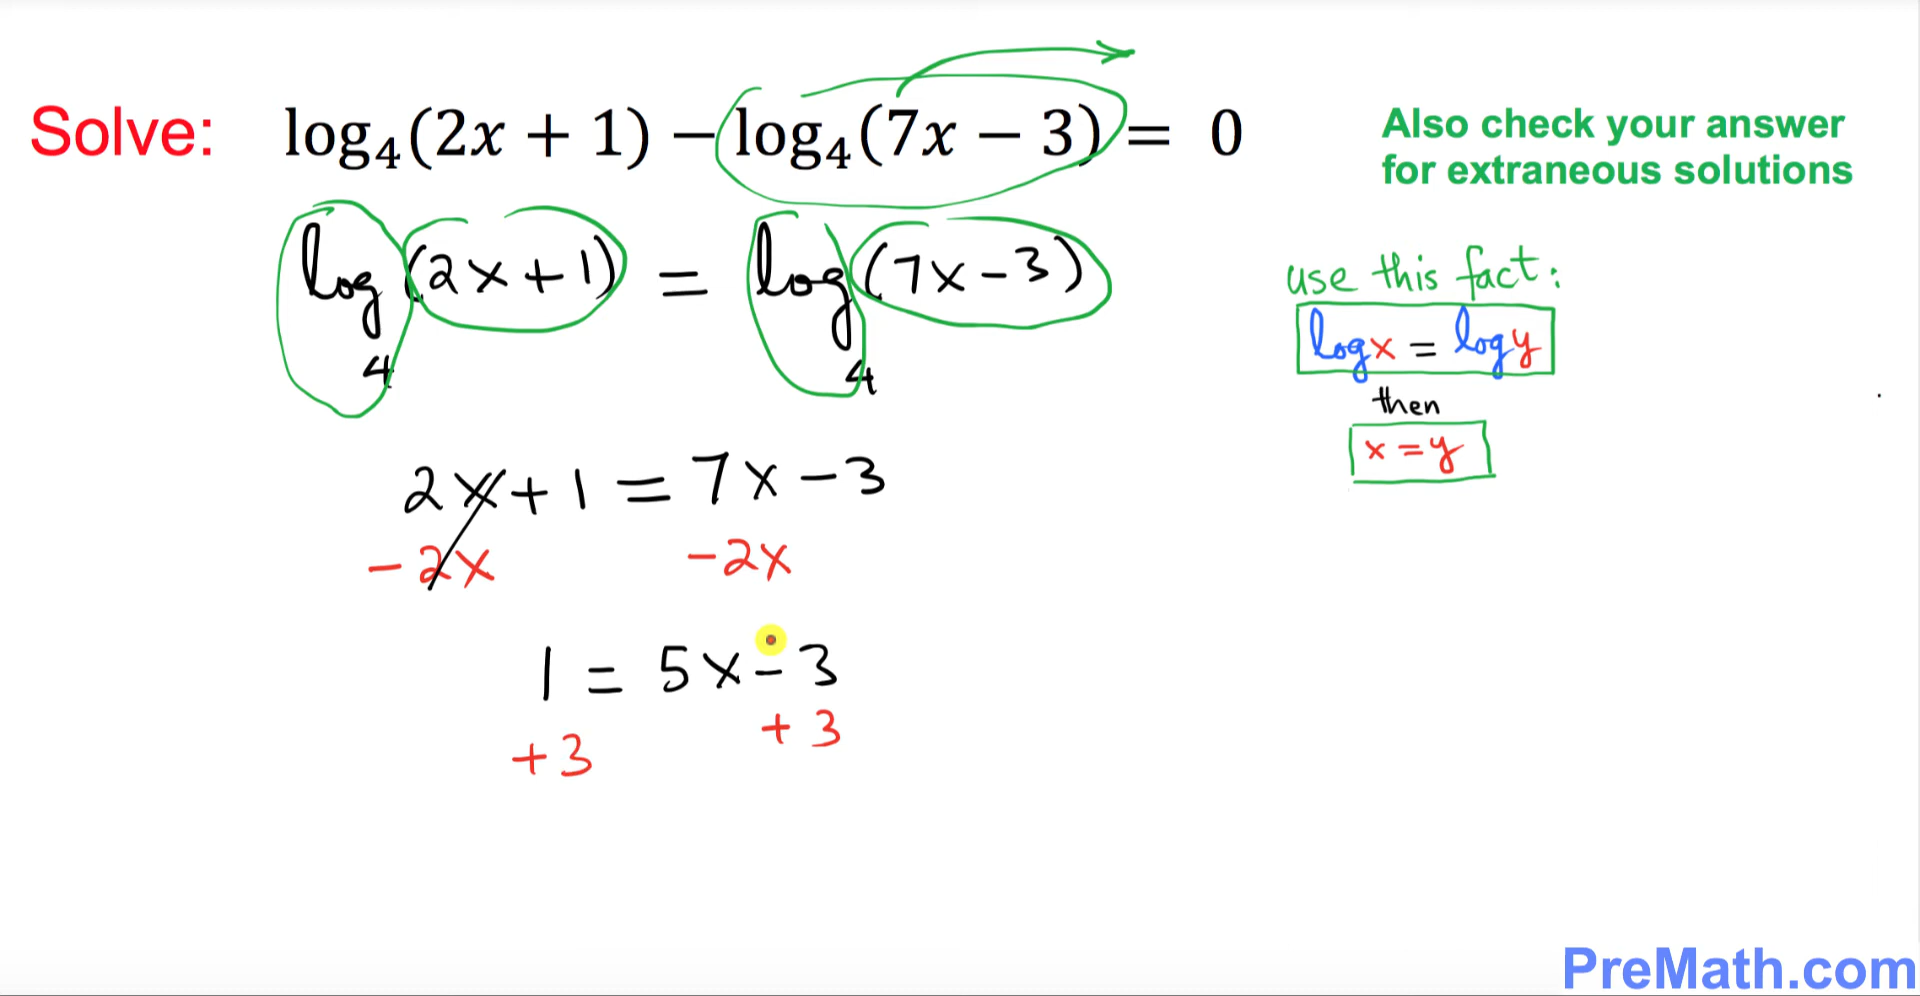 Solve: log₄(2x + 1) − log₄(7x − 3) = 0
Also check your answer
for extraneous solutions
log₄(2x+1) = log₄(7x−3)
use this fact:
logx = logy
then
x = y
2x+1 = 7x−3
−2x −2x
1 = 5x−3
+3 +3
PreMath.com